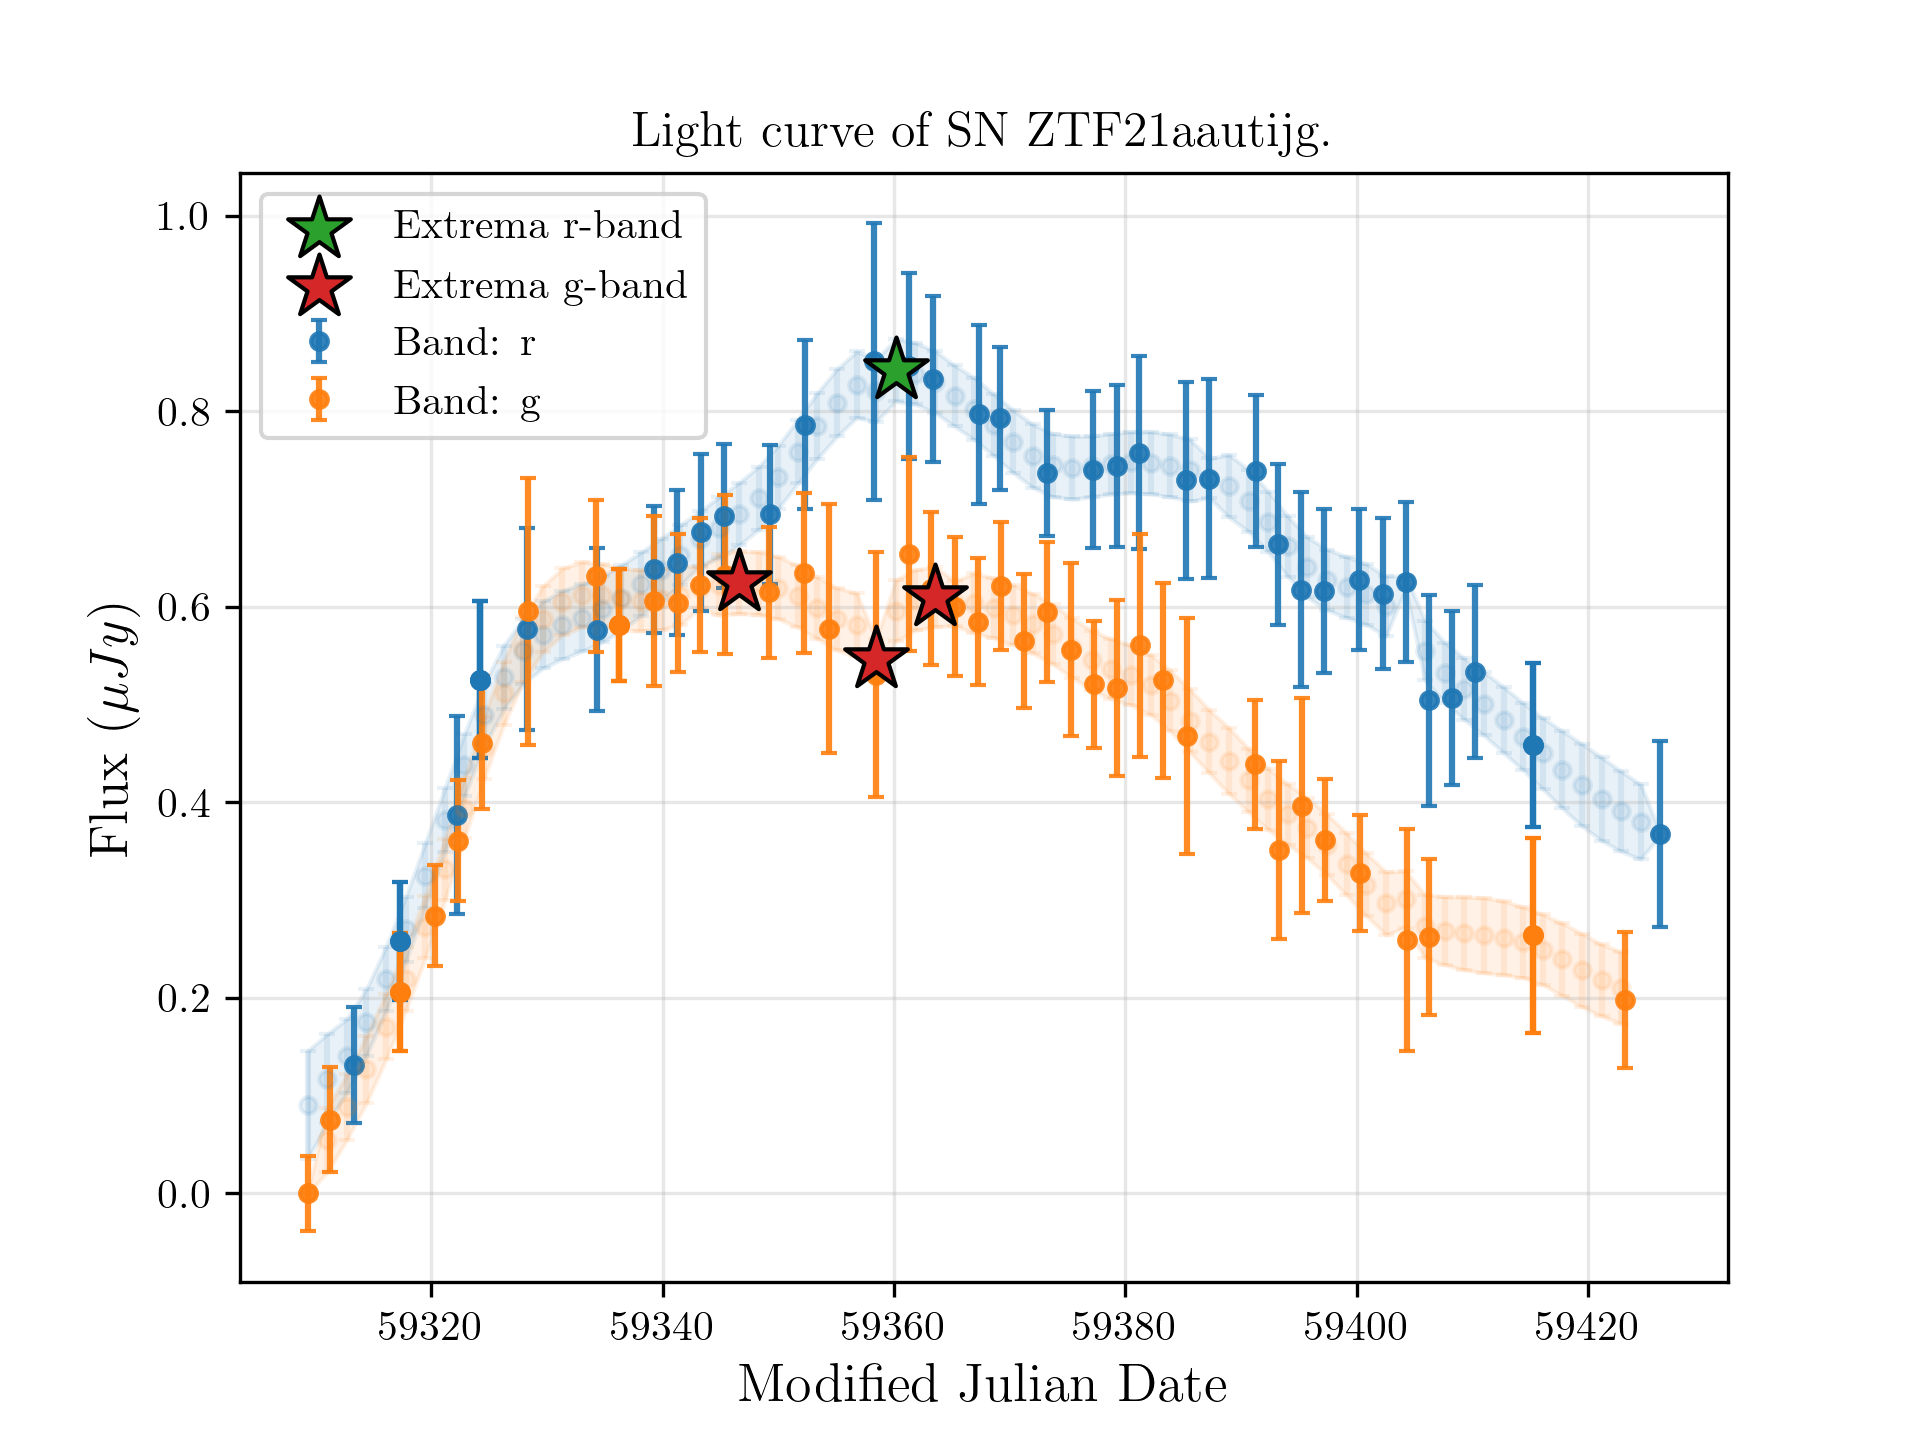 Light curve of SN ZTF21aautijg.
Extrema r-band
Extrema g-band
Band: r
Band: g
1.0
0.8
0.6
0.4
0.2
0.0
Flux (μJy)
59320 59340 59360 59380 59400 59420
Modified Julian Date